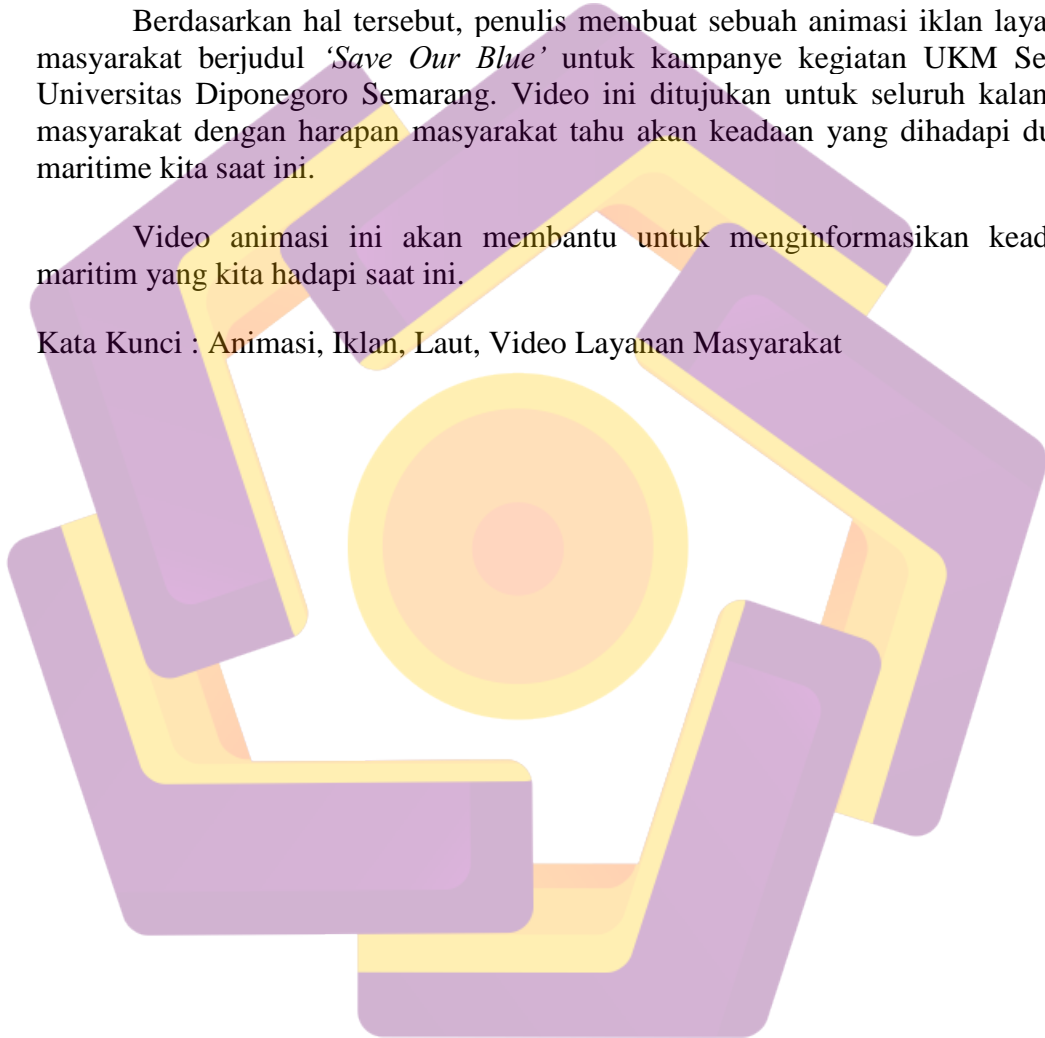 Berdasarkan hal tersebut, penulis membuat sebuah animasi iklan laya
masyarakat berjudul ‘Save Our Blue’ untuk kampanye kegiatan UKM Se
Universitas Diponegoro Semarang. Video ini ditujukan untuk seluruh kalan
masyarakat dengan harapan masyarakat tahu akan keadaan yang dihadapi du
maritime kita saat ini.
Video animasi ini akan membantu untuk menginformasikan kead
maritim yang kita hadapi saat ini.
Kata Kunci : Animasi, Iklan, Laut, Video Layanan Masyarakat